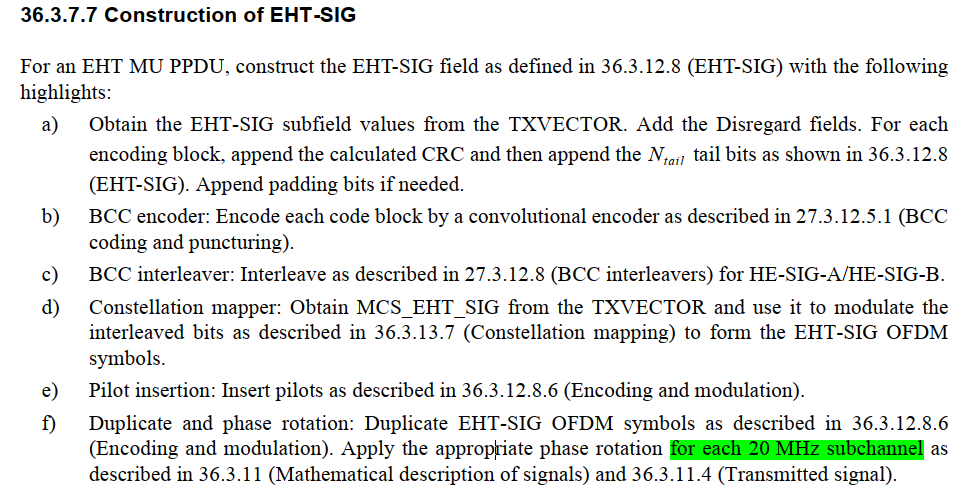 36.3.7.7 Construction of EHT-SIG
For an EHT MU PPDU, construct the EHT-SIG field as defined in 36.3.12.8 (EHT-SIG) with the following
highlights:
a) Obtain the EHT-SIG subfield values from the TXVECTOR. Add the Disregard fields. For each
encoding block, append the calculated CRC and then append the N_tail tail bits as shown in 36.3.12.8
(EHT-SIG). Append padding bits if needed.
b) BCC encoder: Encode each code block by a convolutional encoder as described in 27.3.12.5.1 (BCC
coding and puncturing).
c) BCC interleaver: Interleave as described in 27.3.12.8 (BCC interleavers) for HE-SIG-A/HE-SIG-B.
d) Constellation mapper: Obtain MCS_EHT_SIG from the TXVECTOR and use it to modulate the
interleaved bits as described in 36.3.13.7 (Constellation mapping) to form the EHT-SIG OFDM
symbols.
e) Pilot insertion: Insert pilots as described in 36.3.12.8.6 (Encoding and modulation).
f) Duplicate and phase rotation: Duplicate EHT-SIG OFDM symbols as described in 36.3.12.8.6
(Encoding and modulation). Apply the appropriate phase rotation for each 20 MHz subchannel as
described in 36.3.11 (Mathematical description of signals) and 36.3.11.4 (Transmitted signal).